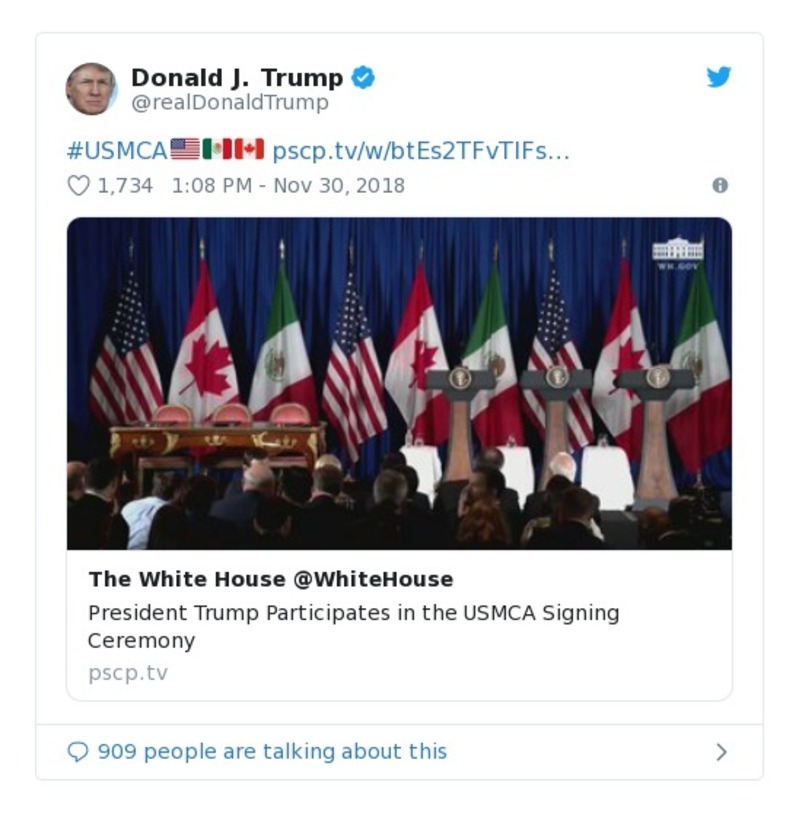 Donald J. Trump
@realDonaldTrump
#USMCA🇺🇸🇲🇽🇨🇦 pscp.tv/w/btEs2TFvTIFs…
1,734 1:08 PM - Nov 30, 2018
WH.GOV
The White House @WhiteHouse
President Trump Participates in the USMCA Signing
Ceremony
pscp.tv
909 people are talking about this